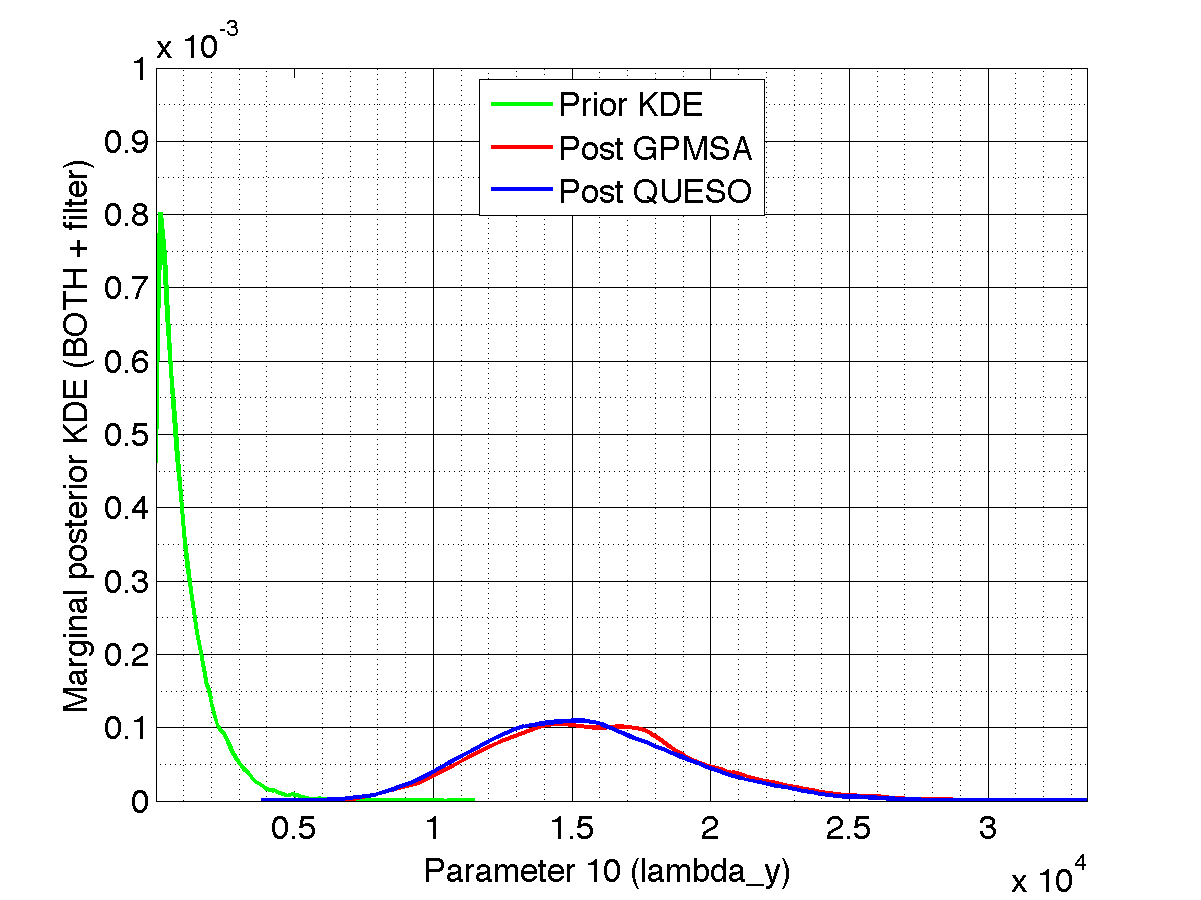 x 10^-3
1
0.9
0.8
0.7
0.6
0.5
0.4
0.3
0.2
0.1
0
Marginal posterior KDE (BOTH + filter)
Prior KDE
Post GPMSA
Post QUESO
0.5 1 1.5 2 2.5 3
Parameter 10 (lambda_y)
x 10^4